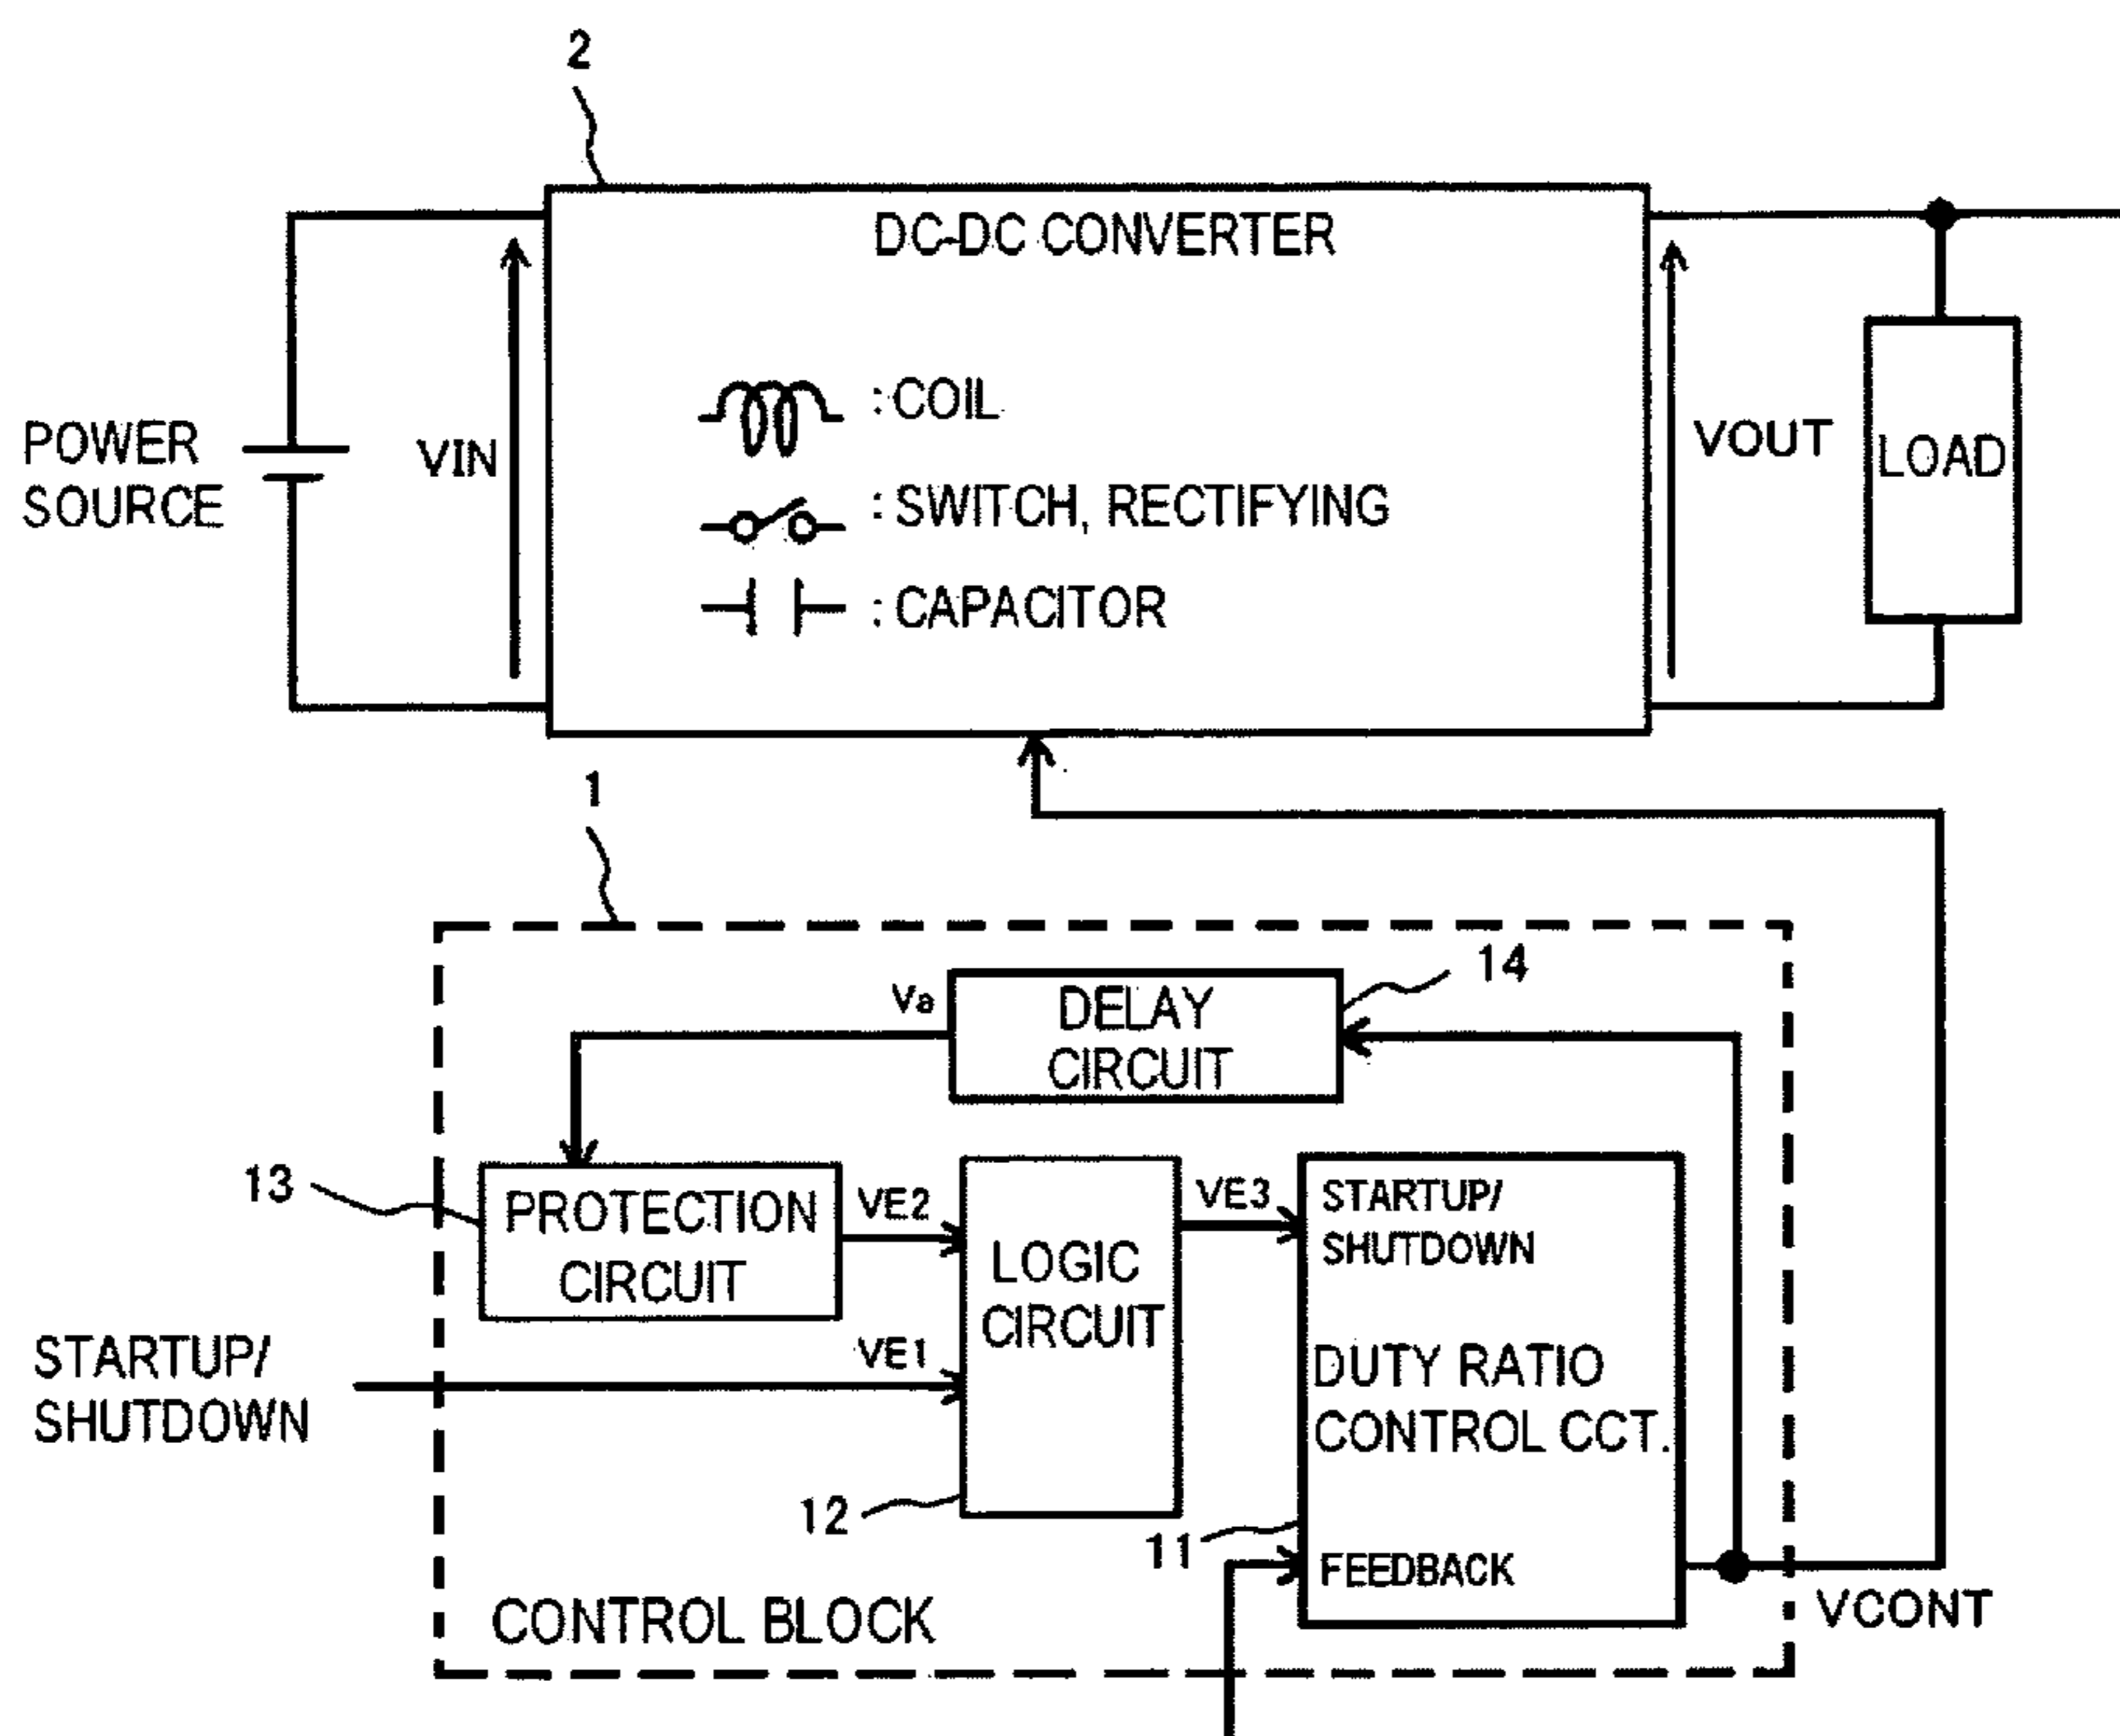 2
DC-DC CONVERTER
: COIL
: SWITCH, RECTIFYING
: CAPACITOR
POWER
SOURCE
VIN
VOUT
LOAD
1
14
Va
DELAY
CIRCUIT
13
PROTECTION
CIRCUIT
VE2
LOGIC
CIRCUIT
VE3
STARTUP/
SHUTDOWN
VE1
STARTUP/
SHUTDOWN
DUTY RATIO
CONTROL CCT.
12
11
FEEDBACK
CONTROL BLOCK
VCONT